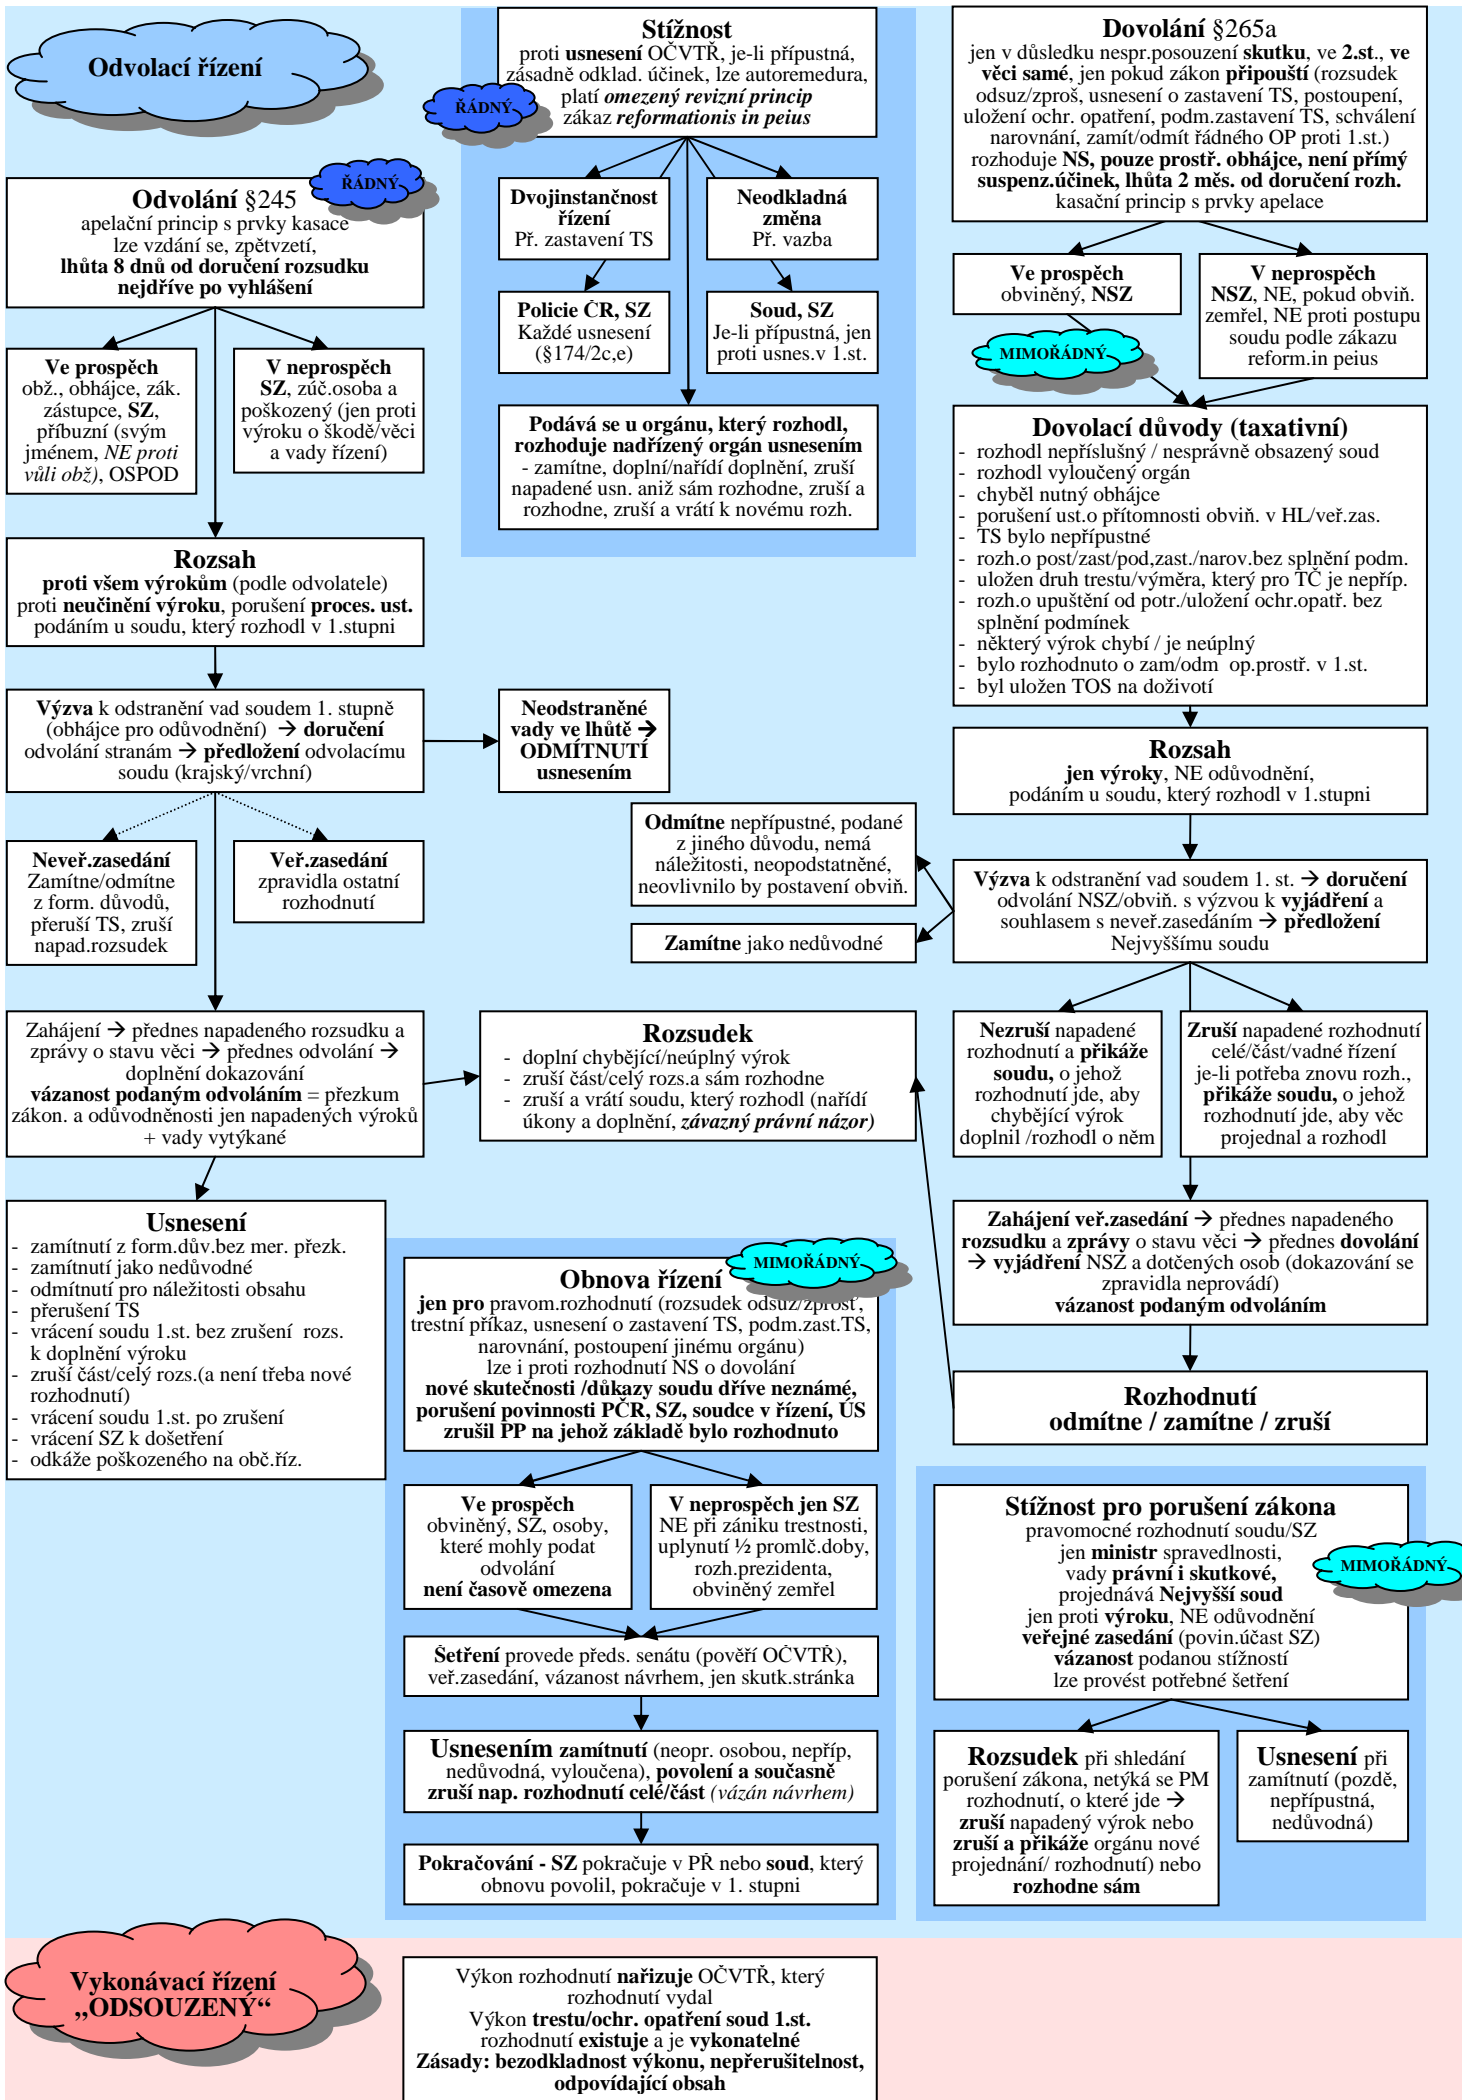 Odvolací řízení
Stížnost
proti usnesení OČVTŘ, je-li přípustná,
zásadně odklad. účinek, lze autoremedura,
platí omezený revizní princip
zákaz reformationis in peius
ŘÁDNÝ
Dovolání §265a
jen v důsledku nespr.posouzení skutku, ve 2.st., ve
věci samé, jen pokud zákon připouští (rozsudek
odsuz/zproš, usnesení o zastavení TS, postoupení,
uložení ochr. opatření, podm.zastavení TS, schválení
narovnání, zamít/odmít řádného OP proti 1.st.)
rozhoduje NS, pouze prostř. obhájce, není přímý
suspenz.účinek, lhůta 2 měs. od doručení rozh.
kasační princip s prvky apelace
ŘÁDNÝ
Odvolání §245
apelační princip s prvky kasace
lze vzdání se, zpětvzetí,
lhůta 8 dnů od doručení rozsudku
nejdříve po vyhlášení
Dvojinstančnost
řízení
Př. zastavení TS
Neodkladná
změna
Př. vazba
Policie ČR, SZ
Každé usnesení
(§174/2c,e)
Soud, SZ
Je-li přípustná, jen
proti usnes.v 1.st.
Ve prospěch
obviněný, NSZ
V neprospěch
NSZ, NE, pokud obviň.
zemřel, NE proti postupu
soudu podle zákazu
reform.in peius
MIMOŘÁDNÝ
Ve prospěch
obž., obhájce, zák.
zástupce, SZ,
příbuzní (svým
jménem, NE proti
vůli obž), OSPOD
V neprospěch
SZ, zúč.osoba a
poškozený (jen proti
výroku o škodě/věci
a vady řízení)
Podává se u orgánu, který rozhodl,
rozhoduje nadřízený orgán usnesením
- zamítne, doplní/nařídí doplnění, zruší
napadené usn. aniž sám rozhodne, zruší a
rozhodne, zruší a vrátí k novému rozh.
Dovolací důvody (taxativní)
- rozhodl nepříslušný / nesprávně obsazený soud
- rozhodl vyloučený orgán
- chyběl nutný obhájce
- porušení ust.o přítomnosti obviň. v HL/veř.zas.
- TS bylo nepřípustné
- rozh.o post/zast/pod,zast./narov.bez splnění podm.
- uložen druh trestu/výměra, který pro TČ je nepříp.
- rozh.o upuštění od potr./uložení ochr.opatř. bez
splnění podmínek
- některý výrok chybí / je neúplný
- bylo rozhodnuto o zam/odm op.prostř. v 1.st.
- byl uložen TOS na doživotí
Rozsah
proti všem výrokům (podle odvolatele)
proti neučinění výroku, porušení proces. ust.
podáním u soudu, který rozhodl v 1.stupni
Výzva k odstranění vad soudem 1. stupně
(obhájce pro odůvodnění) → doručení
odvolání stranám → předložení odvolacímu
soudu (krajský/vrchní)
Neodstraněné
vady ve lhůtě →
ODMÍTNUTÍ
usnesením
Rozsah
jen výroky, NE odůvodnění,
podáním u soudu, který rozhodl v 1.stupni
Odmítne nepřípustné, podané
z jiného důvodu, nemá
náležitosti, neopodstatněné,
neovlivnilo by postavení obviň.
Zamítne jako nedůvodné
Výzva k odstranění vad soudem 1. st. → doručení
odvolání NSZ/obviň. s výzvou k vyjádření a
souhlasem s neveř.zasedáním → předložení
Nejvyššímu soudu
Neveř.zasedání
Zamítne/odmítne
z form. důvodů,
přeruší TS, zruší
napad.rozsudek
Veř.zasedání
zpravidla ostatní
rozhodnutí
Zahájení → přednes napadeného rozsudku a
zprávy o stavu věci → přednes odvolání →
doplnění dokazování
vázanost podaným odvoláním = přezkum
zákon. a odůvodněnosti jen napadených výroků
+ vady vytýkané
Rozsudek
- doplní chybějící/neúplný výrok
- zruší část/celý rozs.a sám rozhodne
- zruší a vrátí soudu, který rozhodl (nařídí
úkony a doplnění, závazný právní názor)
Nezruší napadené
rozhodnutí a přikáže
soudu, o jehož
rozhodnutí jde, aby
chybějící výrok
doplnil /rozhodl o něm
Zruší napadené rozhodnutí
celé/část/vadné řízení
je-li potřeba znovu rozh.,
přikáže soudu, o jehož
rozhodnutí jde, aby věc
projednal a rozhodl
Usnesení
- zamítnutí z form.dův.bez mer. přezk.
- zamítnutí jako nedůvodné
- odmítnutí pro náležitosti obsahu
- přerušení TS
- vrácení soudu 1.st. bez zrušení rozs.
k doplnění výroku
- zruší část/celý rozs.(a není třeba nové
rozhodnutí)
- vrácení soudu 1.st. po zrušení
- vrácení SZ k došetření
- odkáže poškozeného na obč.říz.
Zahájení veř.zasedání → přednes napadeného
rozsudku a zprávy o stavu věci → přednes dovolání
→ vyjádření NSZ a dotčených osob (dokazování se
zpravidla neprovádí)
vázanost podaným odvoláním
MIMOŘÁDNÝ
Obnova řízení
jen pro pravom.rozhodnutí (rozsudek odsuz/zprošť,
trestní příkaz, usnesení o zastavení TS, podm.zast.TS,
narovnání, postoupení jinému orgánu)
lze i proti rozhodnutí NS o dovolání
nové skutečnosti /důkazy soudu dříve neznámé,
porušení povinnosti PČR, SZ, soudce v řízení, ÚS
zrušil PP na jehož základě bylo rozhodnuto
Rozhodnutí
odmítne / zamítne / zruší
Ve prospěch
obviněný, SZ, osoby,
které mohly podat
odvolání
není časově omezena
V neprospěch jen SZ
NE při zániku trestnosti,
uplynutí ½ promlč.doby,
rozh.prezidenta,
obviněný zemřel
Stížnost pro porušení zákona
pravomocné rozhodnutí soudu/SZ
jen ministr spravedlnosti,
vady právní i skutkové,
projednává Nejvyšší soud
jen proti výroku, NE odůvodnění
veřejné zasedání (povin.účast SZ)
vázanost podanou stížností
lze provést potřebné šetření
MIMOŘÁDNÝ
Šetření provede předs. senátu (pověří OČVTŘ),
veř.zasedání, vázanost návrhem, jen skutk.stránka
Usnesením zamítnutí (neopr. osobou, nepříp,
nedůvodná, vyloučena), povolení a současně
zruší nap. rozhodnutí celé/část (vázán návrhem)
Pokračování - SZ pokračuje v PŘ nebo soud, který
obnovu povolil, pokračuje v 1. stupni
Rozsudek při shledání
porušení zákona, netýká se PM
rozhodnutí, o které jde →
zruší napadený výrok nebo
zruší a přikáže orgánu nové
projednání/ rozhodnutí) nebo
rozhodne sám
Usnesení při
zamítnutí (pozdě,
nepřípustná,
nedůvodná)
Vykonávací řízení
„ODSOUZENÝ“
Výkon rozhodnutí nařizuje OČVTŘ, který
rozhodnutí vydal
Výkon trestu/ochr. opatření soud 1.st.
rozhodnutí existuje a je vykonatelné
Zásady: bezodkladnost výkonu, nepřerušitelnost,
odpovídající obsah